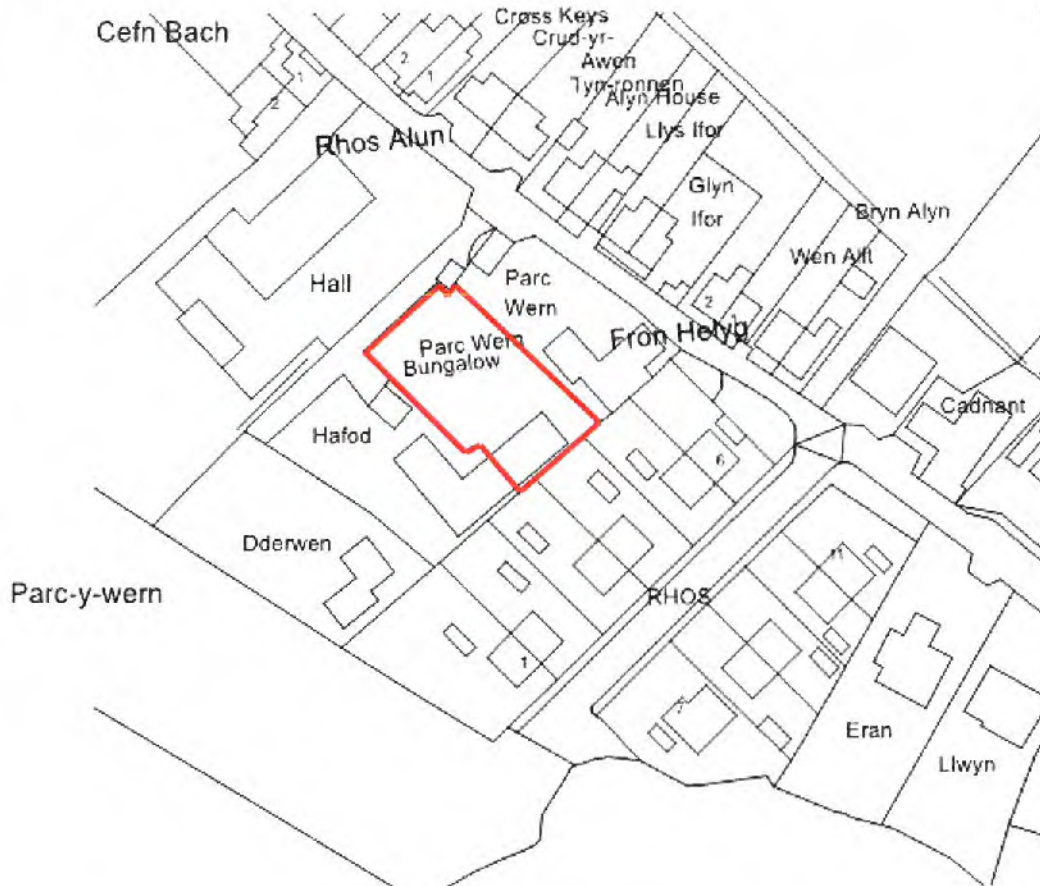 Cross Keys
Cefn Bach
Crud-yr-
Awen
Tyn-ronnen
Alyn House
2
1
1
2
Llys Ifor
Rhos Alun
Glyn
Ifor
Bryn Alyn
Wen Allt
Hall
Parc
Wern
2
1
Fron Helyg
Parc Wern
Bungalow
Cadnant
Hafod
6
Dderwen
11
Parc-y-wern
RHOS
1
7
Eran
Llwyn